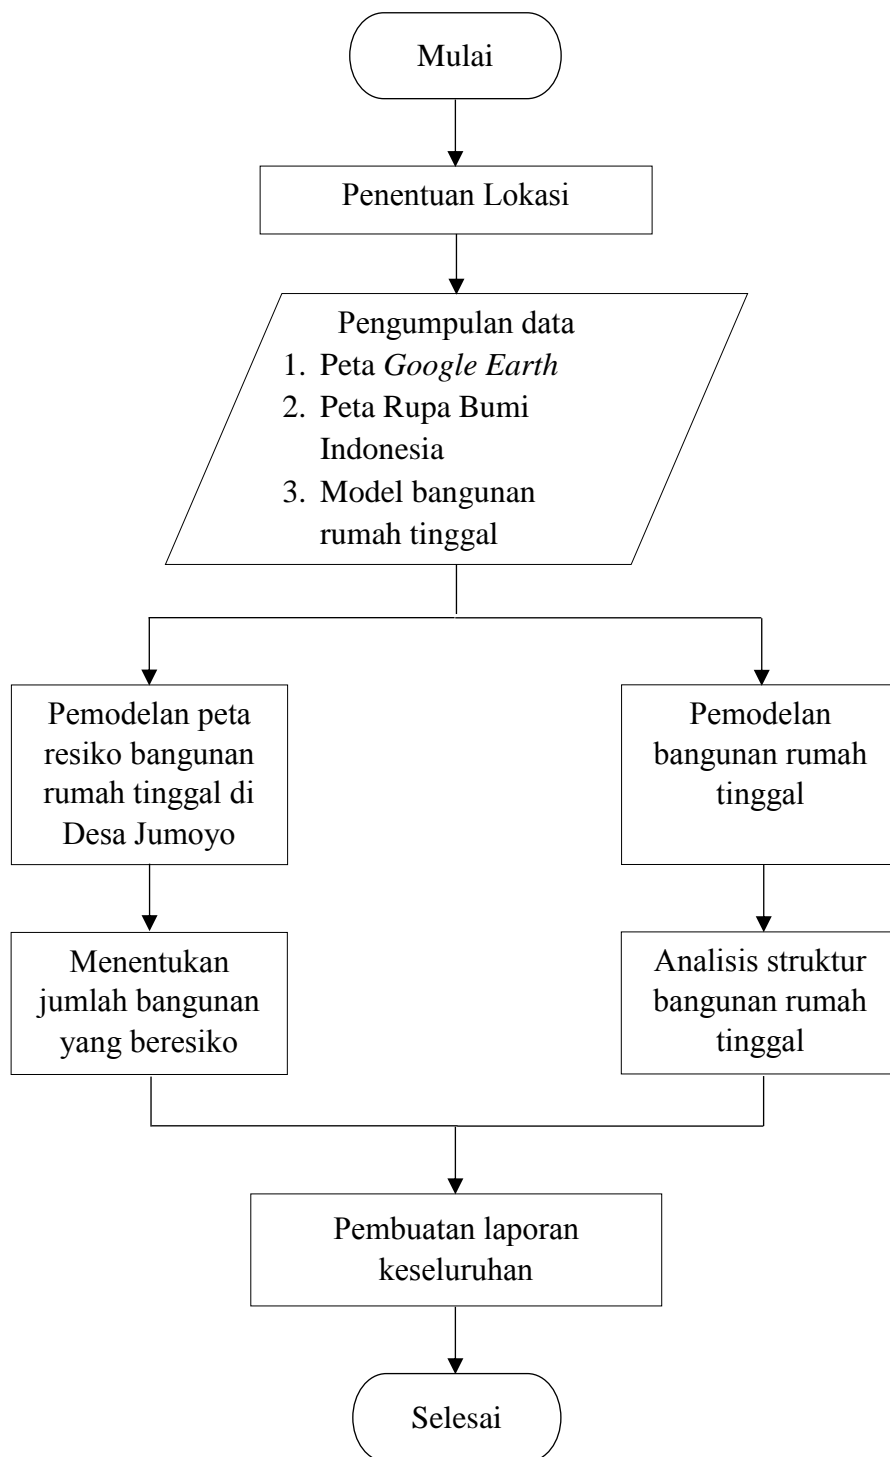 Mulai
Penentuan Lokasi
Pengumpulan data
1. Peta Google Earth
2. Peta Rupa Bumi
Indonesia
3. Model bangunan
rumah tinggal
Pemodelan peta
resiko bangunan
rumah tinggal di
Desa Jumoyo
Pemodelan
bangunan rumah
tinggal
Menentukan
jumlah bangunan
yang beresiko
Analisis struktur
bangunan rumah
tinggal
Pembuatan laporan
keseluruhan
Selesai